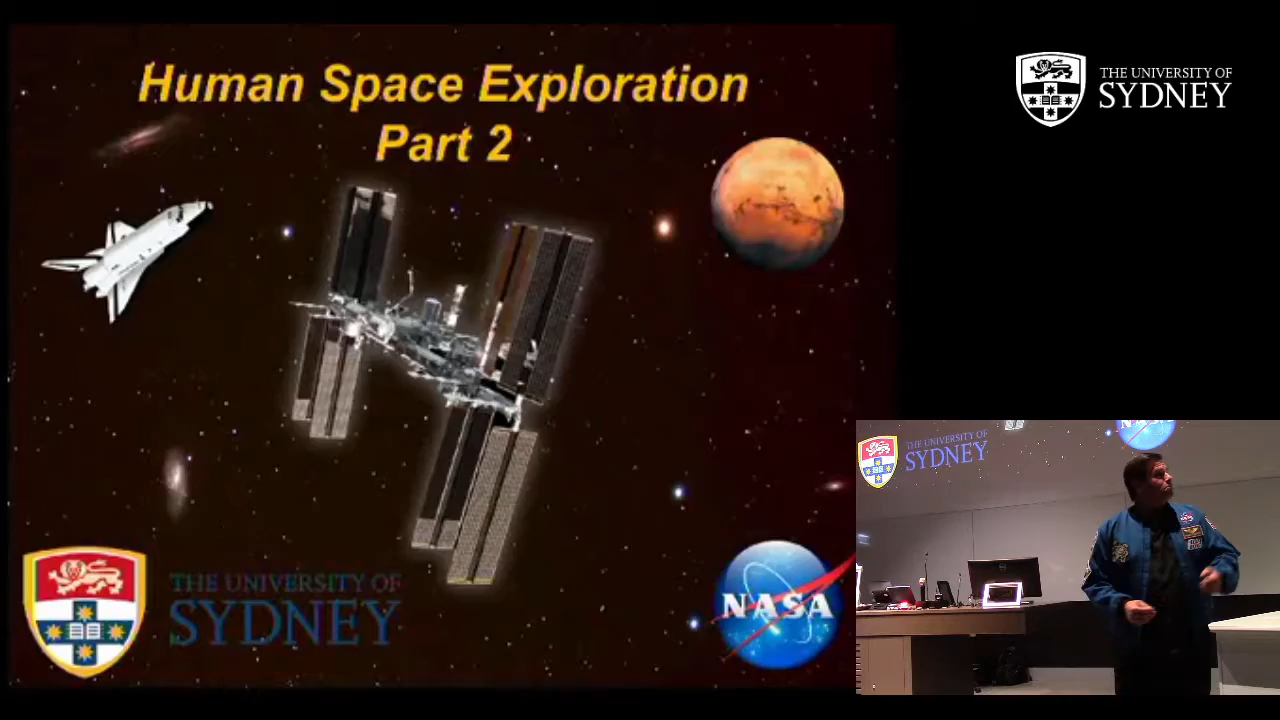 Human Space Exploration
Part 2
THE UNIVERSITY OF
SYDNEY
THE UNIVERSITY OF
SYDNEY
NASA
THE UNIVERSITY OF
SYDNEY